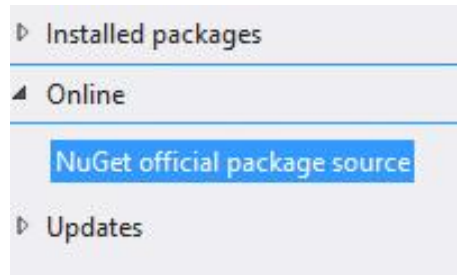 Installed packages
Online
NuGet official package source
Updates